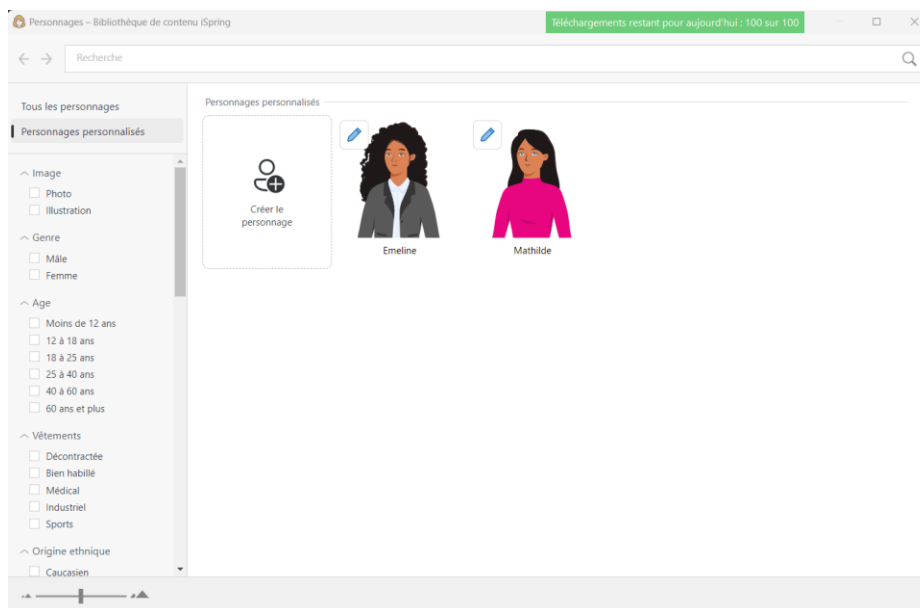 Personnages – Bibliothèque de contenu iSpring
Téléchargements restant pour aujourd'hui : 100 sur 100
Recherche
Tous les personnages
Personnages personnalisés
Image
Photo
Illustration
Genre
Mâle
Femme
Age
Moins de 12 ans
12 à 18 ans
18 à 25 ans
25 à 40 ans
40 à 60 ans
60 ans et plus
Vêtements
Décontractée
Bien habillé
Médical
Industriel
Sports
Origine ethnique
Caucasien
Personnages personnalisés
Créer le
personnage
Emeline
Mathilde